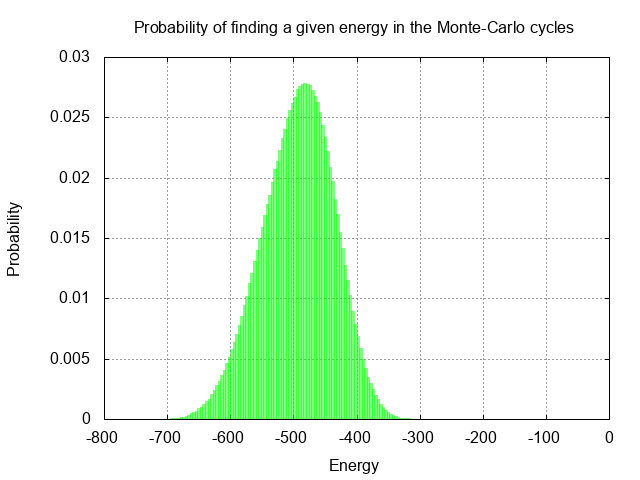 Probability of finding a given energy in the Monte-Carlo cycles
0.03
0.025
0.02
0.015
0.01
0.005
0
Probability
-800 -700 -600 -500 -400 -300 -200 -100 0
Energy